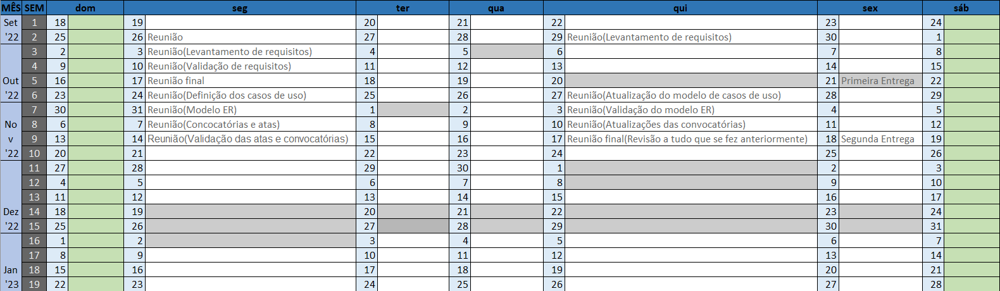 MÊS SEM dom seg ter qua qui sex sáb
Set 1 18 19 20 21 22 23 24
'22 2 25 26 Reunião 27 28 29 Reunião(Levantamento de requisitos) 30 1
3 2 3 Reunião(Levantamento de requisitos) 4 5 6 7 8
4 9 10 Reunião(Validação de requisitos) 11 12 13 14 15
Out 5 16 17 Reunião final 18 19 20 21 Primeira Entrega 22
'22 6 23 24 Reunião(Definição dos casos de uso) 25 26 27 Reunião(Atualização do modelo de casos de uso) 28 29
7 30 31 Reunião(Modelo ER) 1 2 3 Reunião(Validação do modelo ER) 4 5
No 8 6 7 Reunião(Concocatórias e atas) 8 9 10 Reunião(Atualizações das convocatórias) 11 12
v 9 13 14 Reunião(Validação das atas e convocatórias) 15 16 17 Reunião final(Revisão a tudo que se fez anteriormente) 18 Segunda Entrega 19
'22 10 20 21 22 23 24 25 26
11 27 28 29 30 1 2 3
12 4 5 6 7 8 9 10
13 11 12 13 14 15 16 17
Dez 14 18 19 20 21 22 23 24
'22 15 25 26 27 28 29 30 31
16 1 2 3 4 5 6 7
17 8 9 10 11 12 13 14
Jan 18 15 16 17 18 19 20 21
'23 19 22 23 24 25 26 27 28